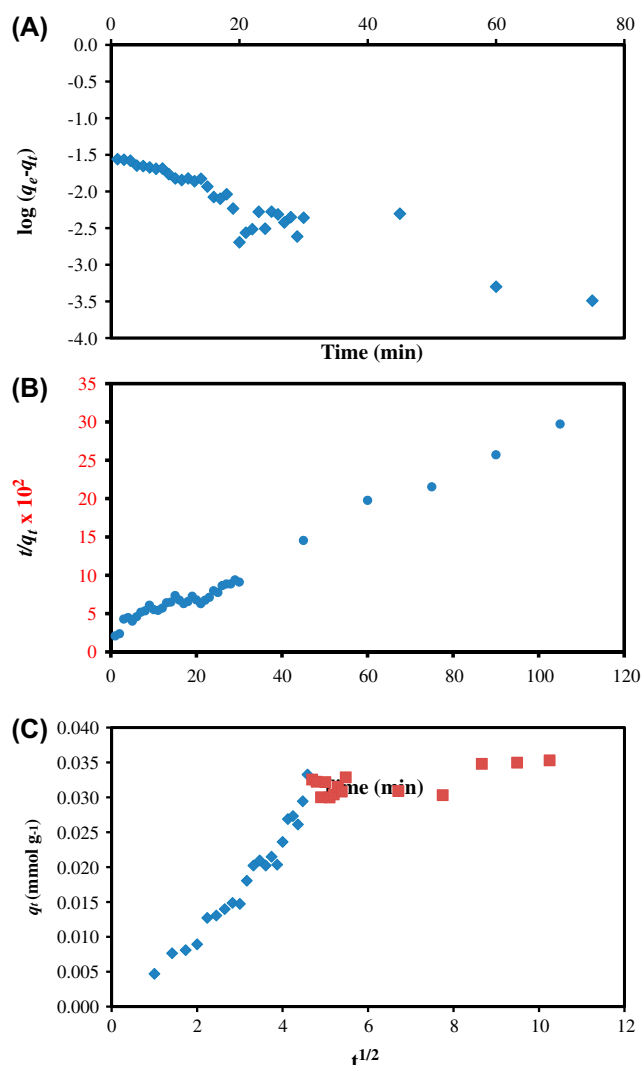 (A)
0 20 40 60 80
0.0
-0.5
-1.0
-1.5
-2.0
-2.5
-3.0
-3.5
-4.0
log (qe-qt)
Time (min)
(B)
35
30
25
20
15
10
5
0
t/qt x 10²
0 20 40 60 80 100 120
Time (min)
(C)
0.040
0.035
0.030
0.025
0.020
0.015
0.010
0.005
0.000
qt (mmol g-1)
0 2 4 6 8 10 12
t1/2